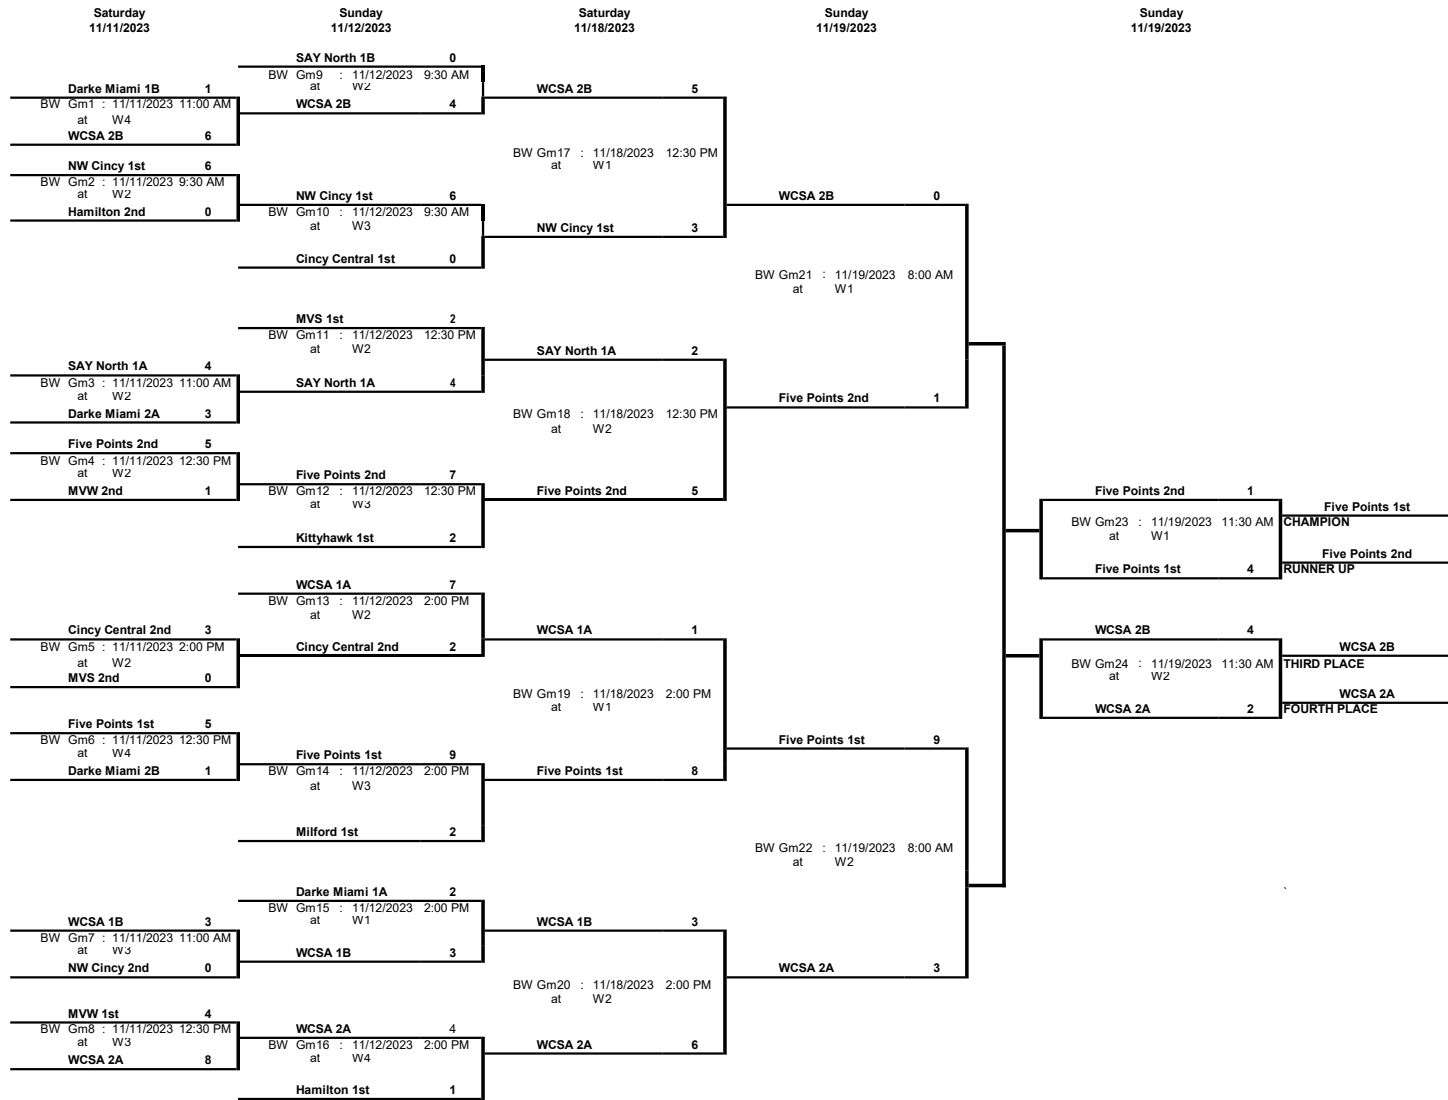 Saturday
11/11/2023
Sunday
11/12/2023
Saturday
11/18/2023
Sunday
11/19/2023
Sunday
11/19/2023
Darke Miami 1B 1
BW Gm1 : 11/11/2023 11:00 AM
at W4
WCSA 2B 6
NW Cincy 1st 6
BW Gm2 : 11/11/2023 9:30 AM
at W2
Hamilton 2nd 0
SAY North 1A 4
BW Gm3 : 11/11/2023 11:00 AM
at W2
Darke Miami 2A 3
Five Points 2nd 5
BW Gm4 : 11/11/2023 12:30 PM
at W2
MVW 2nd 1
Cincy Central 2nd 3
BW Gm5 : 11/11/2023 2:00 PM
at W2
MVS 2nd 0
Five Points 1st 5
BW Gm6 : 11/11/2023 12:30 PM
at W4
Darke Miami 2B 1
WCSA 1B 3
BW Gm7 : 11/11/2023 11:00 AM
at W3
NW Cincy 2nd 0
MVW 1st 4
BW Gm8 : 11/11/2023 12:30 PM
at W3
WCSA 2A 8
SAY North 1B 0
BW Gm9 : 11/12/2023 9:30 AM
at W2
WCSA 2B 4
NW Cincy 1st 6
BW Gm10 : 11/12/2023 9:30 AM
at W3
Cincy Central 1st 0
MVS 1st 2
BW Gm11 : 11/12/2023 12:30 PM
at W2
SAY North 1A 4
Five Points 2nd 7
BW Gm12 : 11/12/2023 12:30 PM
at W3
Kittyhawk 1st 2
WCSA 1A 7
BW Gm13 : 11/12/2023 2:00 PM
at W2
Cincy Central 2nd 2
Five Points 1st 9
BW Gm14 : 11/12/2023 2:00 PM
at W3
Milford 1st 2
Darke Miami 1A 2
BW Gm15 : 11/12/2023 2:00 PM
at W1
WCSA 1B 3
WCSA 2A 4
BW Gm16 : 11/12/2023 2:00 PM
at W4
Hamilton 1st 1
WCSA 2B 5
BW Gm17 : 11/18/2023 12:30 PM
at W1
NW Cincy 1st 3
SAY North 1A 2
BW Gm18 : 11/18/2023 12:30 PM
at W2
Five Points 2nd 5
WCSA 1A 1
BW Gm19 : 11/18/2023 2:00 PM
at W1
Five Points 1st 8
WCSA 1B 3
BW Gm20 : 11/18/2023 2:00 PM
at W2
WCSA 2A 6
WCSA 2B 0
BW Gm21 : 11/19/2023 8:00 AM
at W1
Five Points 2nd 1
Five Points 1st 9
BW Gm22 : 11/19/2023 8:00 AM
at W2
WCSA 2A 3
Five Points 2nd 1
BW Gm23 : 11/19/2023 11:30 AM
at W1
Five Points 1st 4
WCSA 2B 4
BW Gm24 : 11/19/2023 11:30 AM
at W2
WCSA 2A 2
Five Points 1st
CHAMPION
Five Points 2nd
RUNNER UP
WCSA 2B
THIRD PLACE
WCSA 2A
FOURTH PLACE
`